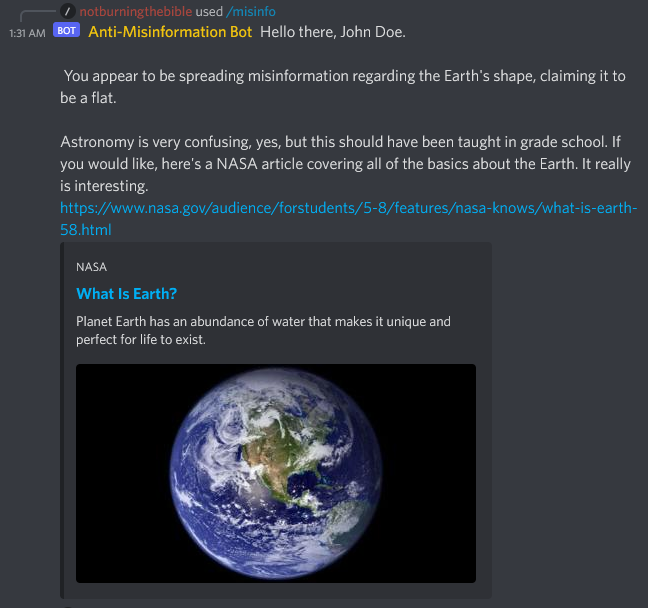 notburningthebible used /misinfo
1:31 AM BOT Anti-Misinformation Bot Hello there, John Doe.
You appear to be spreading misinformation regarding the Earth's shape, claiming it to
be a flat.
Astronomy is very confusing, yes, but this should have been taught in grade school. If
you would like, here's a NASA article covering all of the basics about the Earth. It really
is interesting.
https://www.nasa.gov/audience/forstudents/5-8/features/nasa-knows/what-is-earth-
58.html
NASA
What Is Earth?
Planet Earth has an abundance of water that makes it unique and
perfect for life to exist.